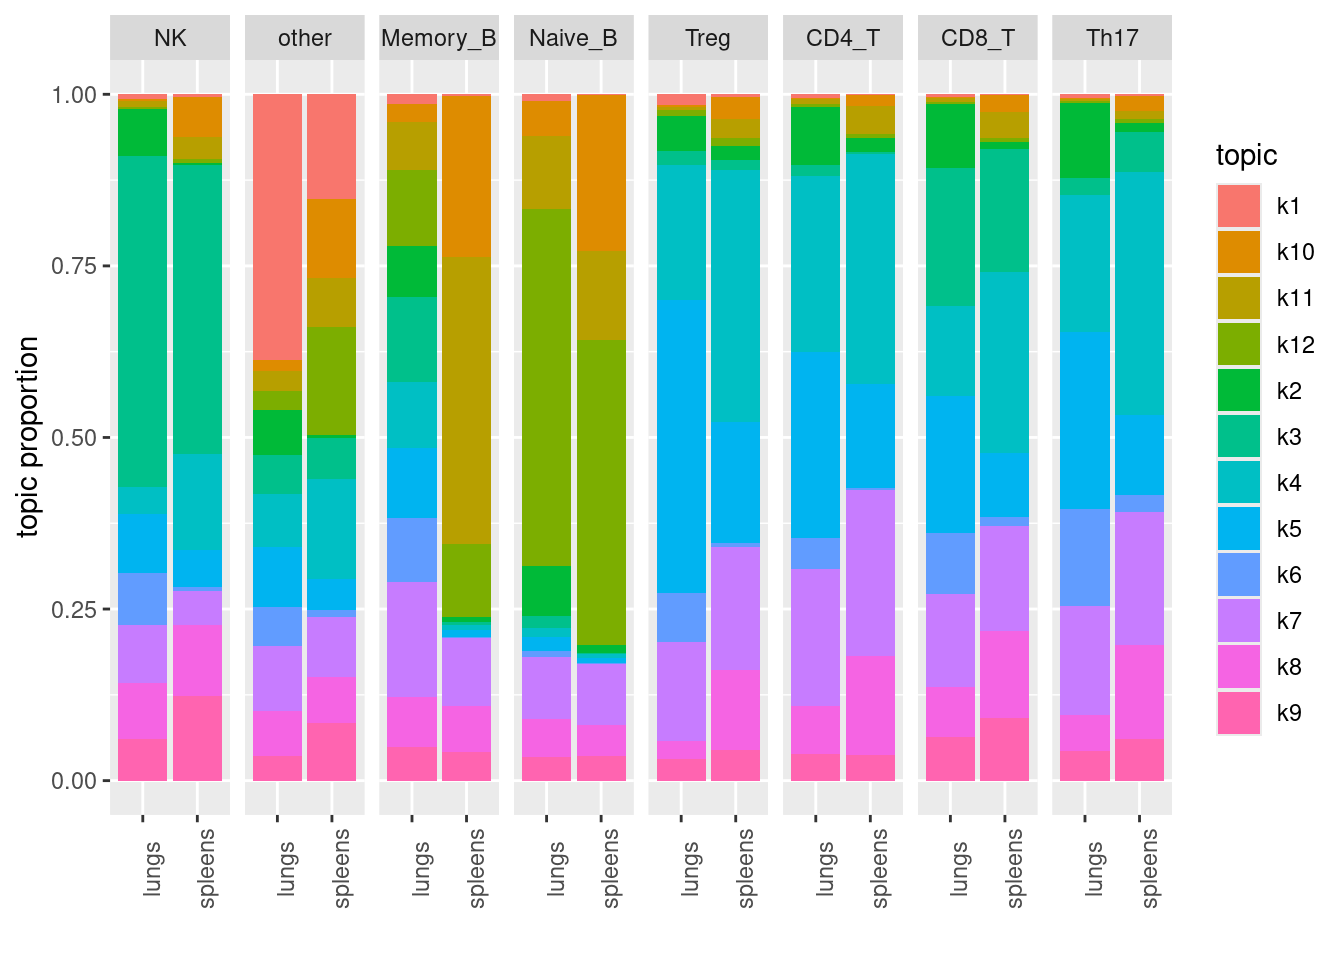 NK other Memory_B Naive_B Treg CD4_T CD8_T Th17
1.00
0.75
0.50
0.25
0.00
topic proportion
lungs spleens lungs spleens lungs spleens lungs spleens lungs spleens lungs spleens lungs spleens lungs spleens
topic
k1
k10
k11
k12
k2
k3
k4
k5
k6
k7
k8
k9